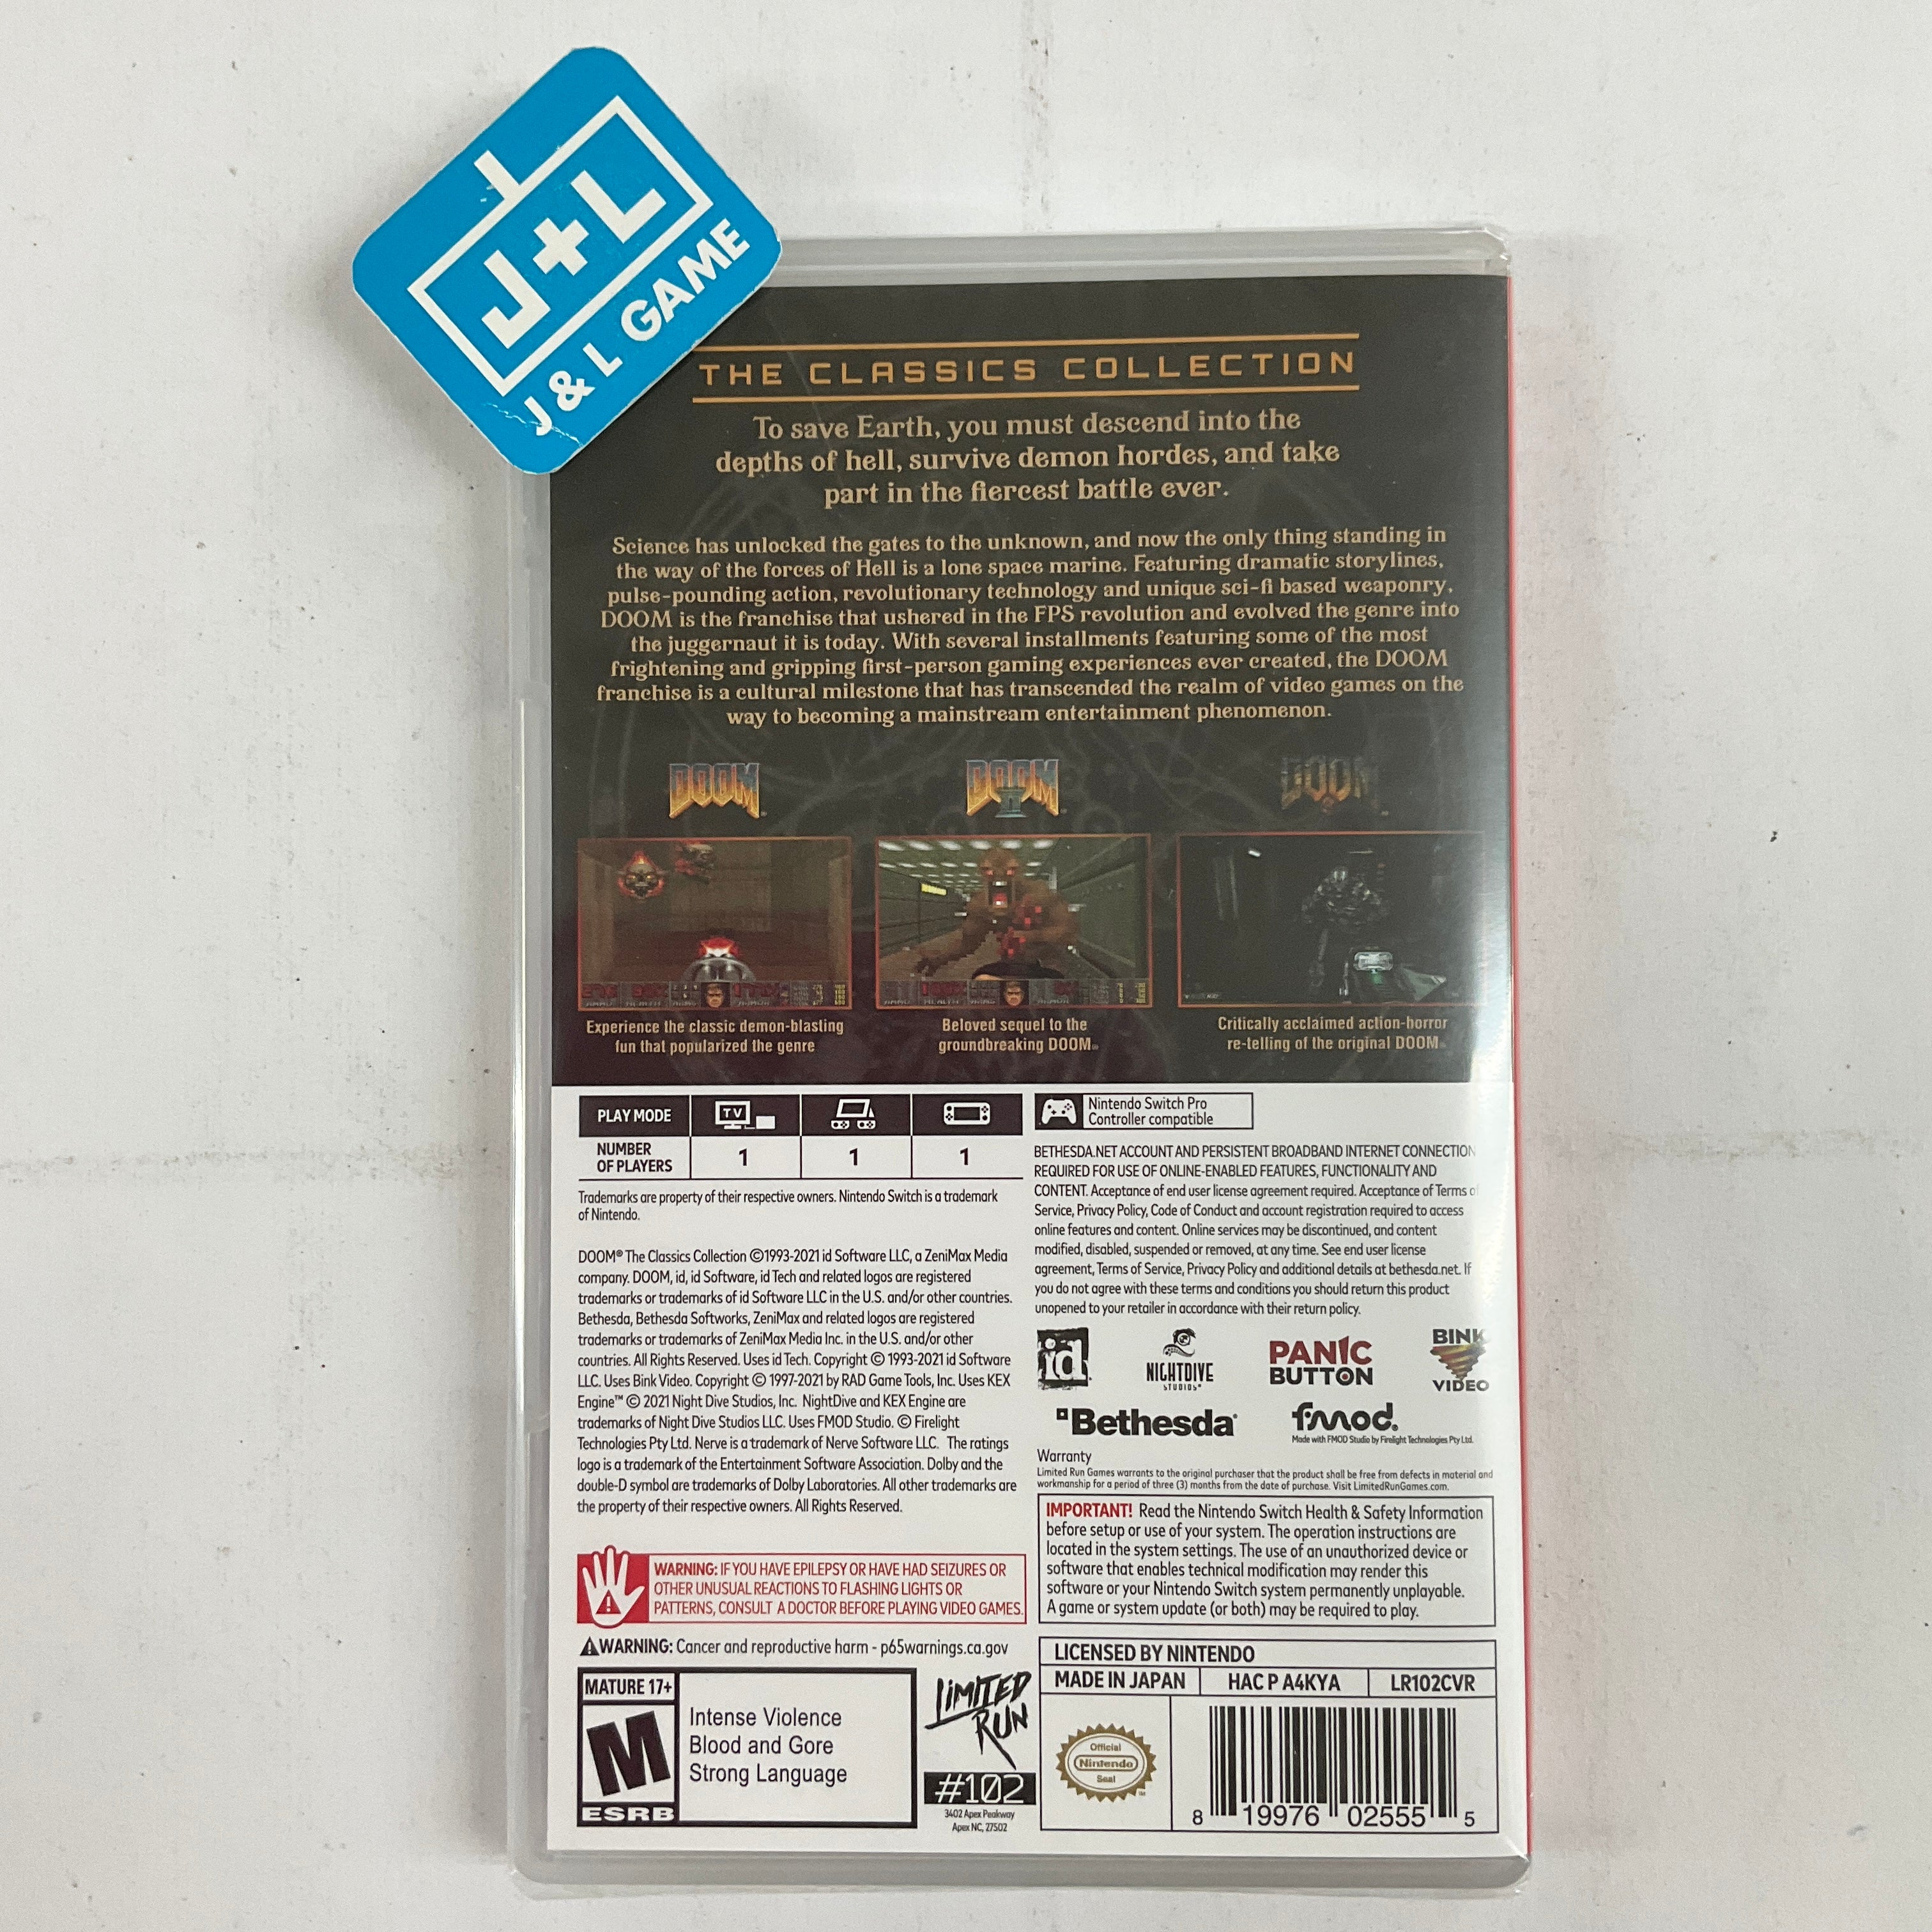 J+L
J & L GAME
THE CLASSICS COLLECTION
To save Earth, you must descend into the
depths of hell, survive demon hordes, and take
part in the fiercest battle ever.
Science has unlocked the gates to the unknown, and now the only thing standing in
the way of the forces of Hell is a lone space marine. Featuring dramatic storylines,
pulse-pounding action, revolutionary technology and unique sci-fi based weaponry,
DOOM is the franchise that ushered in the FPS revolution and evolved the genre into
the juggernaut it is today. With several installments featuring some of the most
frightening and gripping first-person gaming experiences ever created, the DOOM
franchise is a cultural milestone that has transcended the realm of video games on the
way to becoming a mainstream entertainment phenomenon.
DOOM
DOOM II
DOOM
Experience the classic demon-blasting
fun that popularized the genre
Beloved sequel to the
groundbreaking DOOM
Critically acclaimed action-horror
re-telling of the original DOOM
PLAY MODE
TV
NUMBER
OF PLAYERS
1
1
1
Trademarks are property of their respective owners. Nintendo Switch is a trademark
of Nintendo.
DOOM® The Classics Collection ©1993-2021 id Software LLC, a ZeniMax Media
company. DOOM, id, id Software, id Tech and related logos are registered
trademarks or trademarks of id Software LLC in the U.S. and/or other countries.
Bethesda, Bethesda Softworks, ZeniMax and related logos are registered
trademarks or trademarks of ZeniMax Media Inc. in the U.S. and/or other
countries. All Rights Reserved. Uses id Tech. Copyright © 1993-2021 id Software
LLC. Uses Bink Video. Copyright © 1997-2021 by RAD Game Tools, Inc. Uses KEX
Engine™ © 2021 Night Dive Studios, Inc. NightDive and KEX Engine are
trademarks of Night Dive Studios LLC. Uses FMOD Studio. © Firelight
Technologies Pty Ltd. Nerve is a trademark of Nerve Software LLC. The ratings
logo is a trademark of the Entertainment Software Association. Dolby and the
double-D symbol are trademarks of Dolby Laboratories. All other trademarks are
the property of their respective owners. All Rights Reserved.
WARNING: IF YOU HAVE EPILEPSY OR HAVE HAD SEIZURES OR
OTHER UNUSUAL REACTIONS TO FLASHING LIGHTS OR
PATTERNS, CONSULT A DOCTOR BEFORE PLAYING VIDEO GAMES.
WARNING: Cancer and reproductive harm - p65warnings.ca.gov
MATURE 17+
M
ESRB
Intense Violence
Blood and Gore
Strong Language
LIMITED
RUN
#102
3402 Apex Peakway
Apex NC, 27502
Nintendo Switch Pro
Controller compatible
BETHESDA.NET ACCOUNT AND PERSISTENT BROADBAND INTERNET CONNECTION
REQUIRED FOR USE OF ONLINE-ENABLED FEATURES, FUNCTIONALITY AND
CONTENT. Acceptance of end user license agreement required. Acceptance of Terms of
Service, Privacy Policy, Code of Conduct and account registration required to access
online features and content. Online services may be discontinued, and content
modified, disabled, suspended or removed, at any time. See end user license
agreement, Terms of Service, Privacy Policy and additional details at bethesda.net. If
you do not agree with these terms and conditions you should return this product
unopened to your retailer in accordance with their return policy.
id
NIGHTDIVE
STUDIOS
PANIC
BUTTON
BINK
VIDEO
Bethesda
fmod.
Made with FMOD Studio by Firelight Technologies Pty Ltd.
Warranty
Limited Run Games warrants to the original purchaser that the product shall be free from defects in material and
workmanship for a period of three (3) months from the date of purchase. Visit LimitedRunGames.com.
IMPORTANT! Read the Nintendo Switch Health & Safety Information
before setup or use of your system. The operation instructions are
located in the system settings. The use of an unauthorized device or
software that enables technical modification may render this
software or your Nintendo Switch system permanently unplayable.
A game or system update (or both) may be required to play.
LICENSED BY NINTENDO
MADE IN JAPAN
HAC P A4KYA
LR102CVR
Official
Nintendo
Seal
8 19976 02555 5